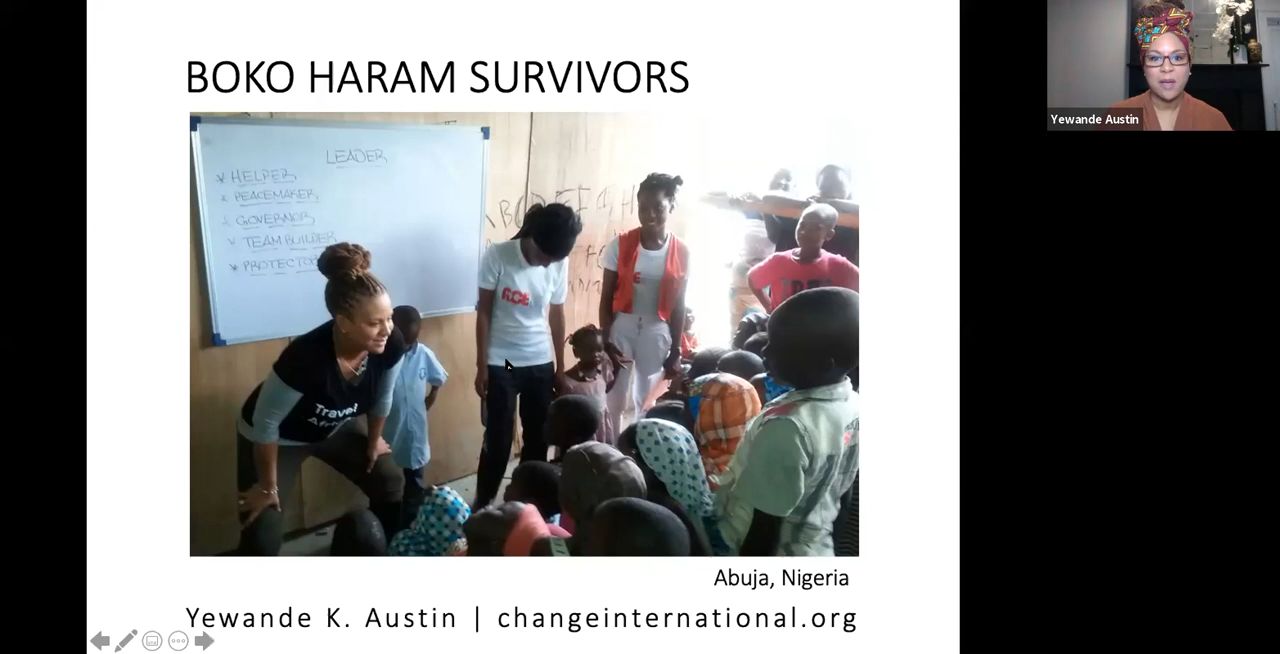 BOKO HARAM SURVIVORS
Yewande Austin
LEADER
* HELPER
* PEACEMAKER
* GOVERNOR
* TEAM BUILDER
* PROTECTOR
Travel
Abuja, Nigeria
Yewande K. Austin | changeinternational.org